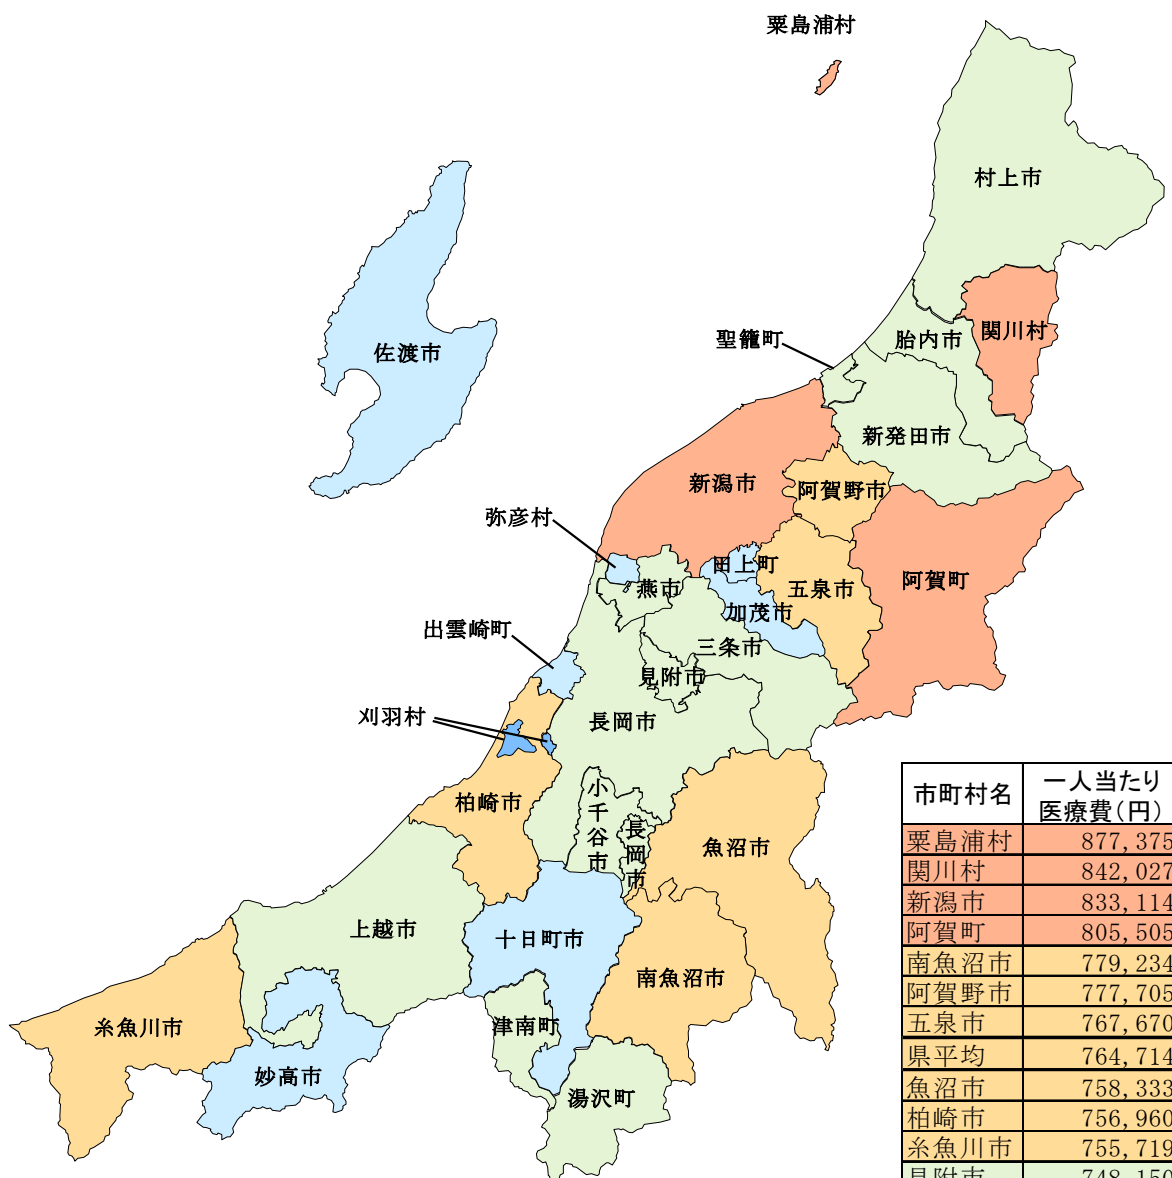 粟島浦村
村上市
関川村
胎内市
聖籠町
佐渡市
新発田市
新潟市
阿賀野市
弥彦村
田上町
阿賀町
燕市
五泉市
加茂市
出雲崎町
三条市
見附市
刈羽村
長岡市
柏崎市
小千谷市
長岡市
魚沼市
上越市
十日町市
南魚沼市
糸魚川市
津南町
妙高市
湯沢町
市町村名 一人当たり医療費(円)
粟島浦村 877,375
関川村 842,027
新潟市 833,114
阿賀町 805,505
南魚沼市 779,234
阿賀野市 777,705
五泉市 767,670
県平均 764,714
魚沼市 758,333
柏崎市 756,960
糸魚川市 755,719
見附市 748,150